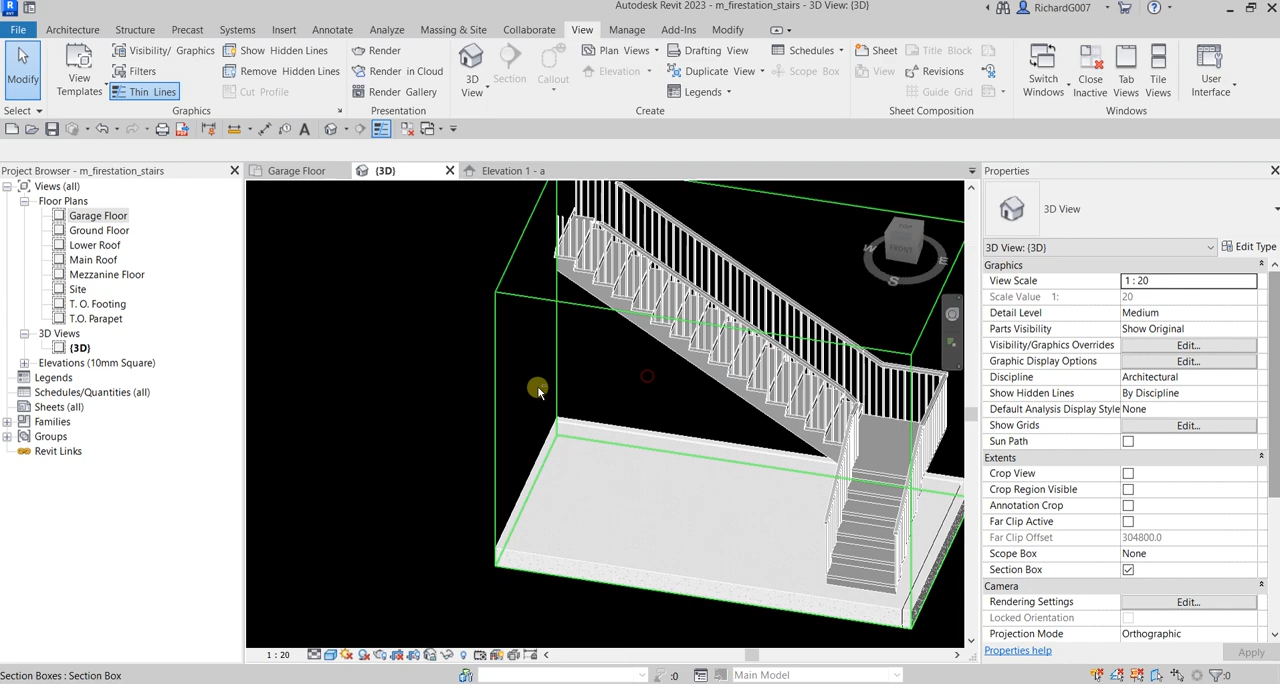 Autodesk Revit 2023 - m_firestation_stairs - 3D View: {3D}
RichardG007
File Architecture Structure Precast Systems Insert Annotate Analyze Massing & Site Collaborate View Manage Add-Ins Modify
Modify
View Templates
Visibility/ Graphics
Filters
Thin Lines
Show Hidden Lines
Remove Hidden Lines
Cut Profile
Render
Render in Cloud
Render Gallery
3D View
Section
Callout
Plan Views
Elevation
Drafting View
Duplicate View
Legends
Schedules
Scope Box
Sheet
View
Title Block
Revisions
Guide Grid
Switch Windows
Close Inactive
Tab Views
Tile Views
User Interface
Select Graphics Presentation Create Sheet Composition Windows
Project Browser - m_firestation_stairs
Views (all)
Floor Plans
Garage Floor
Ground Floor
Lower Roof
Main Roof
Mezzanine Floor
Site
T. O. Footing
T.O. Parapet
3D Views
{3D}
Elevations (10mm Square)
Legends
Schedules/Quantities (all)
Sheets (all)
Families
Groups
Revit Links
Garage Floor
{3D}
Elevation 1 - a
TOP
FRONT
W
S
E
1 : 20
Properties
3D View
3D View: {3D}
Edit Type
Graphics
View Scale 1 : 20
Scale Value 1: 20
Detail Level Medium
Parts Visibility Show Original
Visibility/Graphics Overrides Edit...
Graphic Display Options Edit...
Discipline Architectural
Show Hidden Lines By Discipline
Default Analysis Display Style None
Show Grids Edit...
Sun Path
Extents
Crop View
Crop Region Visible
Annotation Crop
Far Clip Active
Far Clip Offset 304800.0
Scope Box None
Section Box
Camera
Rendering Settings Edit...
Locked Orientation
Projection Mode Orthographic
Properties help
Apply
Section Boxes : Section Box
:0
Main Model
:0